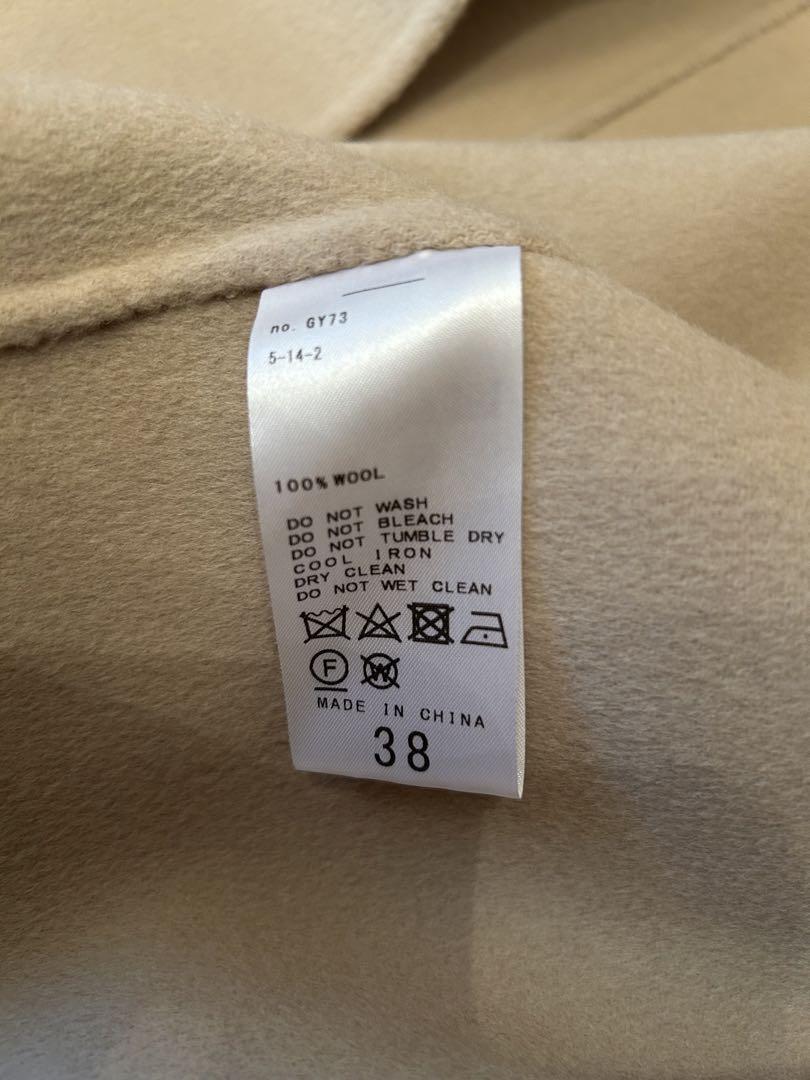 no. GY73
5-14-2
100% WOOL
DO NOT WASH
DO NOT BLEACH
DO NOT TUMBLE DRY
COOL IRON
DRY CLEAN
DO NOT WET CLEAN
F W
MADE IN CHINA
38